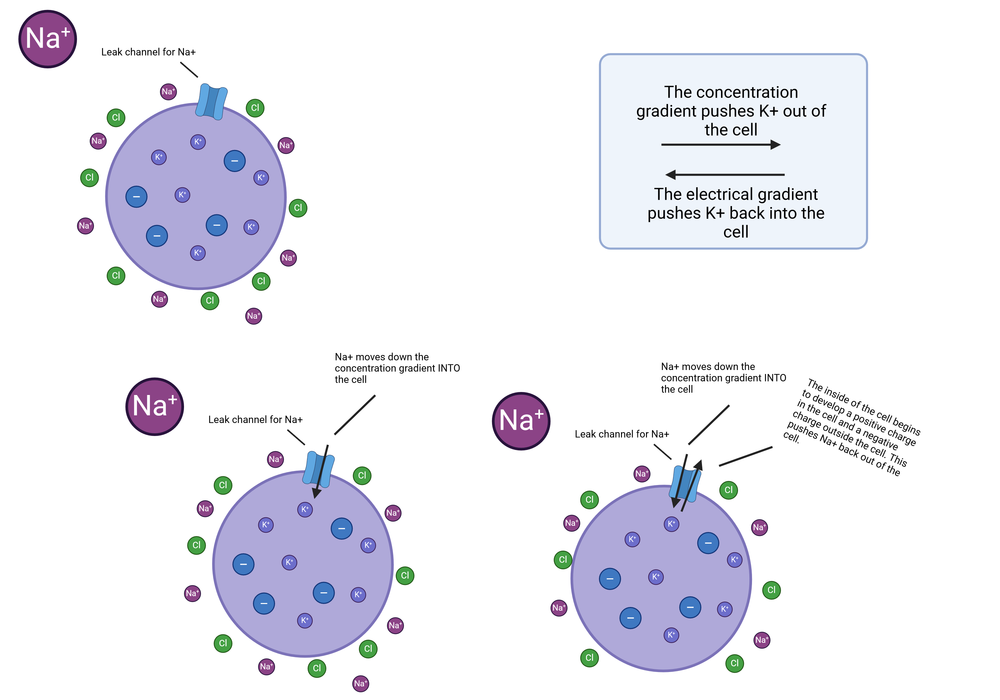 Na⁺
Leak channel for Na+
Na⁺
Cl
Cl
Na⁺
Na⁺
K⁺
K⁺
–
Cl
K⁺
K⁺
–
Cl
Na⁺
–
K⁺
–
K⁺
Na⁺
Cl
Cl
Na⁺
Cl
Na⁺
The concentration
gradient pushes K+ out of
the cell
The electrical gradient
pushes K+ back into the
cell
Na+ moves down the
concentration gradient INTO
the cell
Na⁺
Leak channel for Na+
Na⁺
Cl
Cl
Na⁺
K⁺
Na⁺
K⁺
–
Cl
K⁺
–
K⁺
Cl
Na⁺
–
K⁺
–
K⁺
Na⁺
Cl
Cl
Na⁺
Cl
Na⁺
Na+ moves down the
concentration gradient INTO
the cell
The inside of the cell begins
to develop a positive charge
in the cell and a negative
charge outside the cell. This
pushes Na+ back out of the
cell.
Na⁺
Leak channel for Na+
Na⁺
Cl
Cl
Na⁺
K⁺
Na⁺
K⁺
–
Cl
K⁺
–
K⁺
Cl
Na⁺
–
K⁺
–
K⁺
Na⁺
Cl
Cl